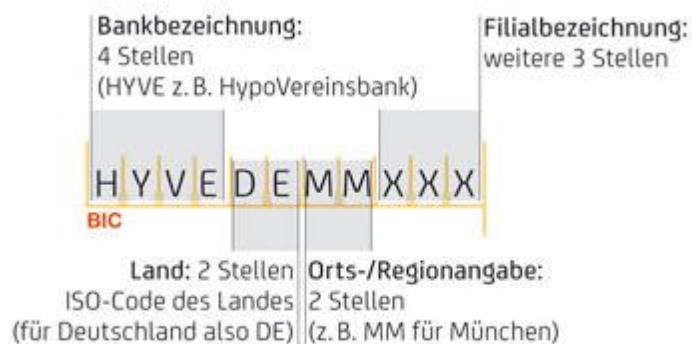 Bankbezeichnung:
4 Stellen
(HYVE z. B. HypoVereinsbank)
Filialbezeichnung:
weitere 3 Stellen
HYVEDEMMXXX
BIC
Land: 2 Stellen
ISO-Code des Landes
(für Deutschland also DE)
Orts-/Regionangabe:
2 Stellen
(z. B. MM für München)